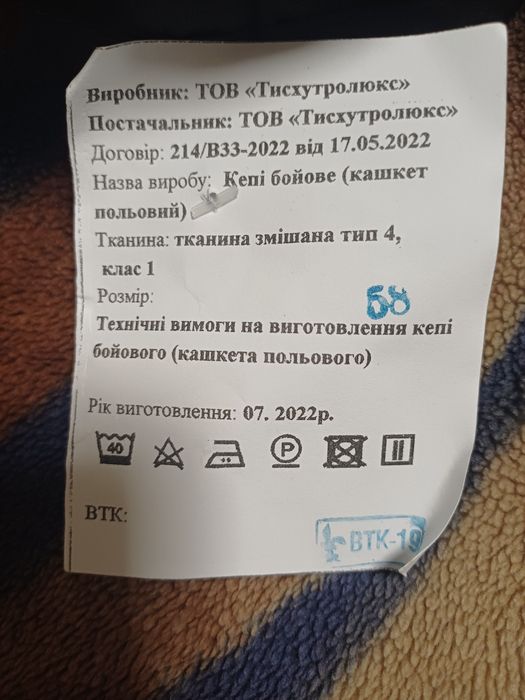 Виробник: ТОВ «Тисхутролюкс»
Постачальник: ТОВ «Тисхутролюкс»
Договір: 214/В33-2022 від 17.05.2022
Назва виробу: Кепі бойове (кашкет
польовий)
Тканина: тканина змішана тип 4,
клас 1
Розмір: 58
Технічні вимоги на виготовлення кепі
бойового (кашкета польового)
Рік виготовлення: 07. 2022р.
40 P
ВТК:
ВТК-19